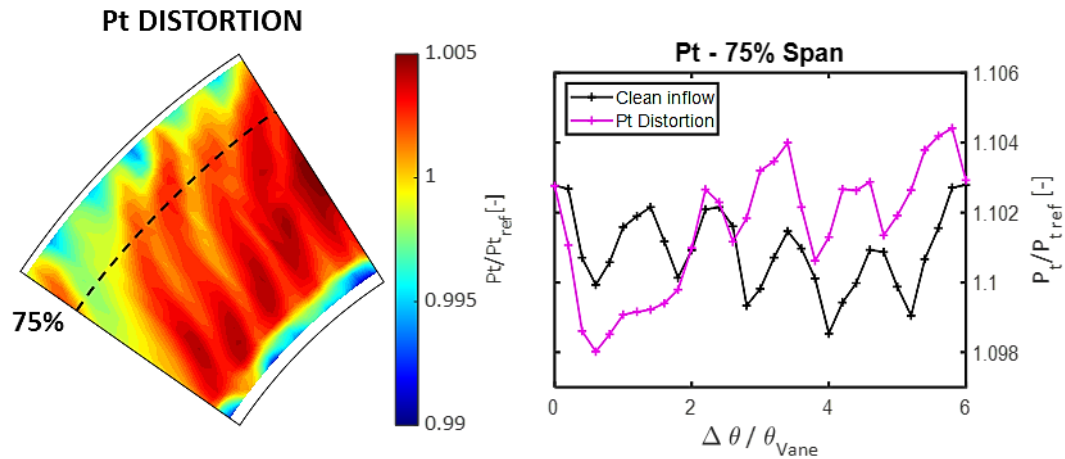 Pt DISTORTION
75%
1.005
1
0.995
0.99
Pt/Pt_ref [-]
Pt - 75% Span
Clean inflow
Pt Distortion
1.106
1.104
1.102
1.1
1.098
P_t/P_t ref [-]
0 2 4 6
Δ θ / θ_Vane